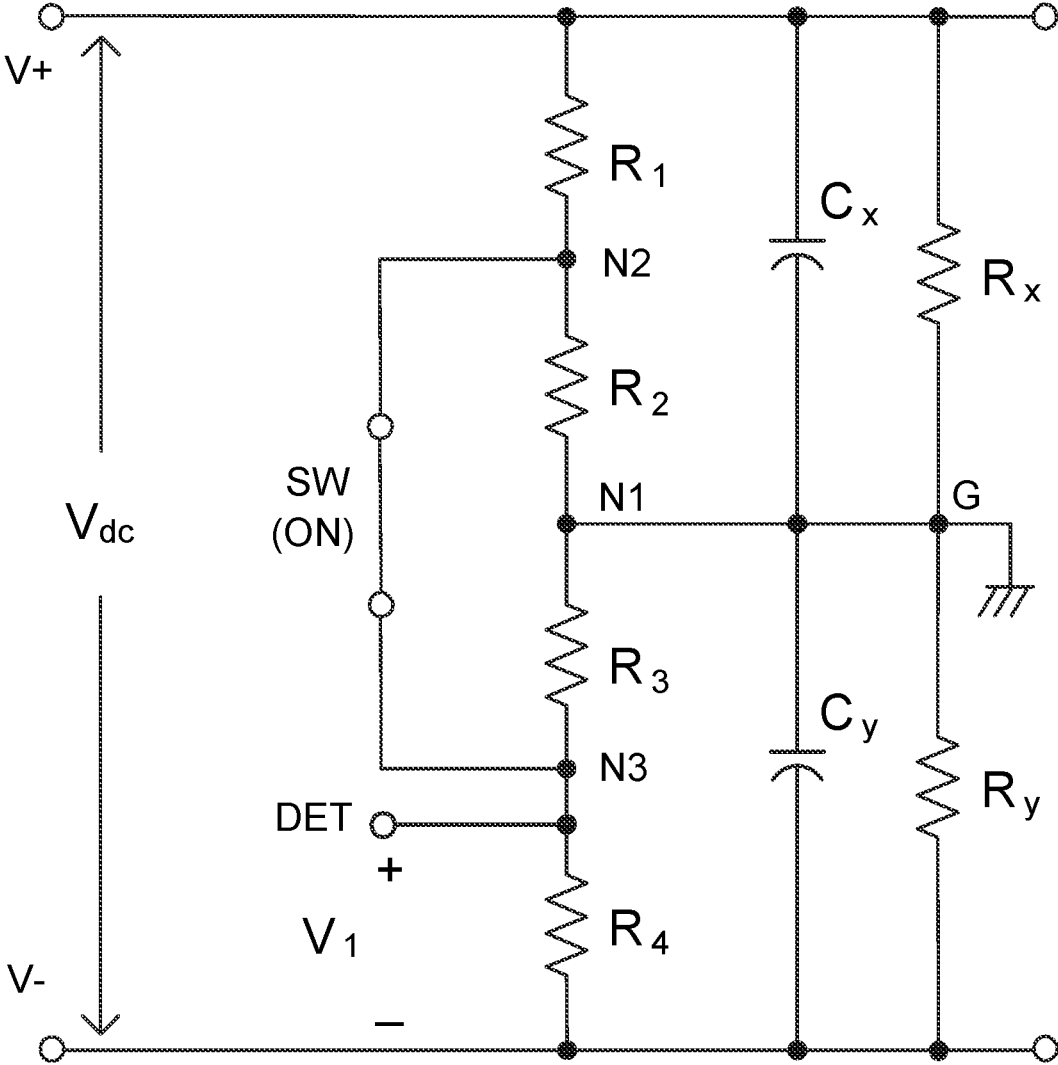 V+
R1
Cx
N2
Rx
R2
SW
(ON)
N1
G
Vdc
R3
Cy
N3
Ry
DET
+
V1
R4
V-
–